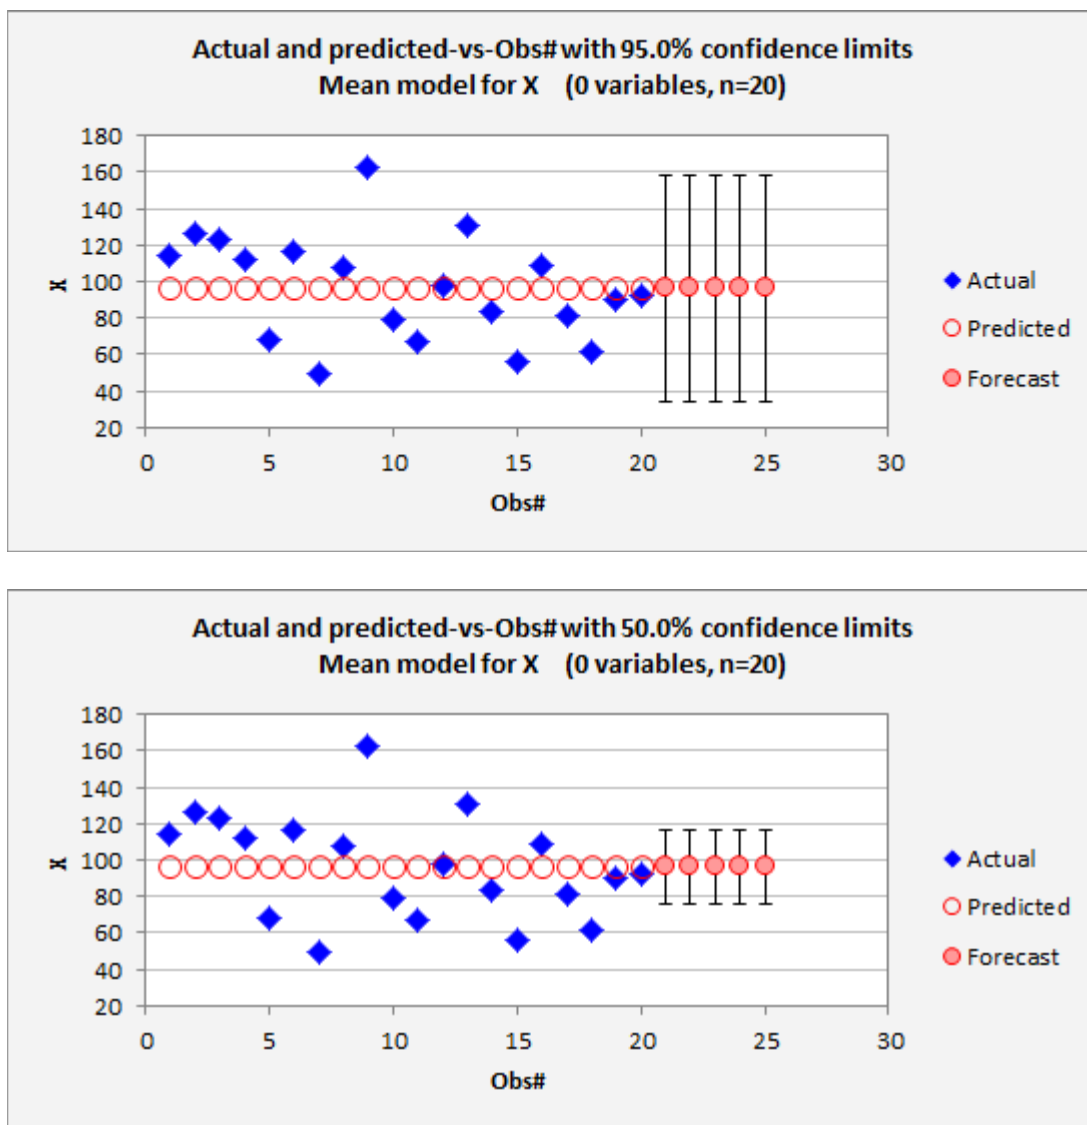 Actual and predicted-vs-Obs# with 95.0% confidence limits
Mean model for X (0 variables, n=20)
180
160
140
120
100
80
60
40
20
X
0 5 10 15 20 25 30
Obs#
Actual
Predicted
Forecast
Actual and predicted-vs-Obs# with 50.0% confidence limits
Mean model for X (0 variables, n=20)
180
160
140
120
100
80
60
40
20
X
0 5 10 15 20 25 30
Obs#
Actual
Predicted
Forecast